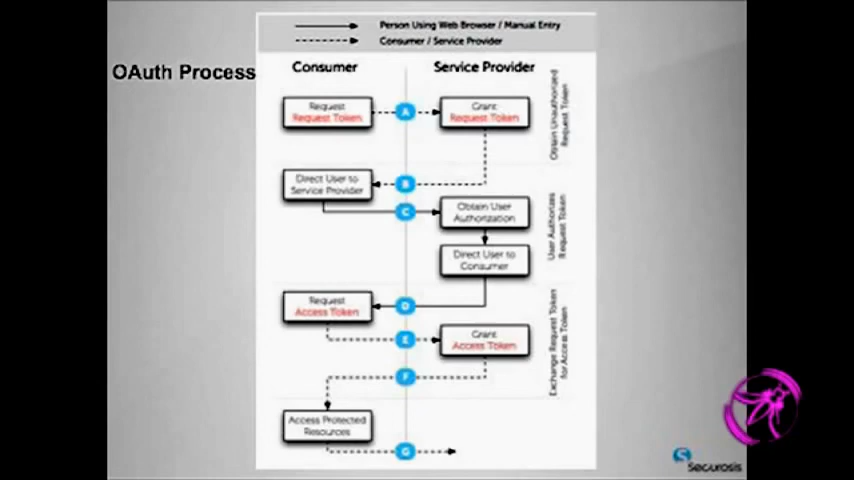 Person Using Web Browser / Manual Entry
Consumer / Service Provider
OAuth Process
Consumer
Service Provider
Request
Request Token
A
Grant
Request Token
Obtain Unauthorized
Request Token
Direct User to
Service Provider
B
C
Obtain User
Authorization
User Authorizes
Request Token
Direct User to
Consumer
Request
Access Token
D
E
Grant
Access Token
Exchange Request Token
for Access Token
F
Access Protected
Resources
G
Securosis